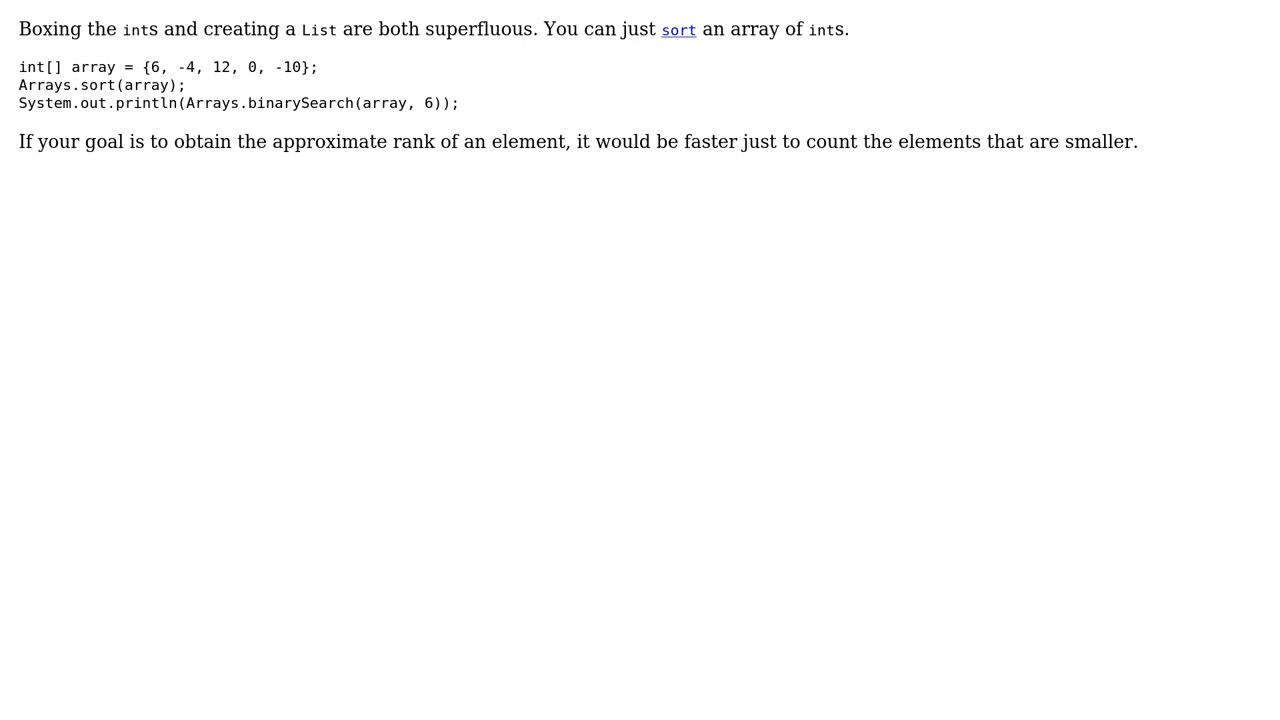 Boxing the ints and creating a List are both superfluous. You can just sort an array of ints.
int[] array = {6, -4, 12, 0, -10};
Arrays.sort(array);
System.out.println(Arrays.binarySearch(array, 6));
If your goal is to obtain the approximate rank of an element, it would be faster just to count the elements that are smaller.